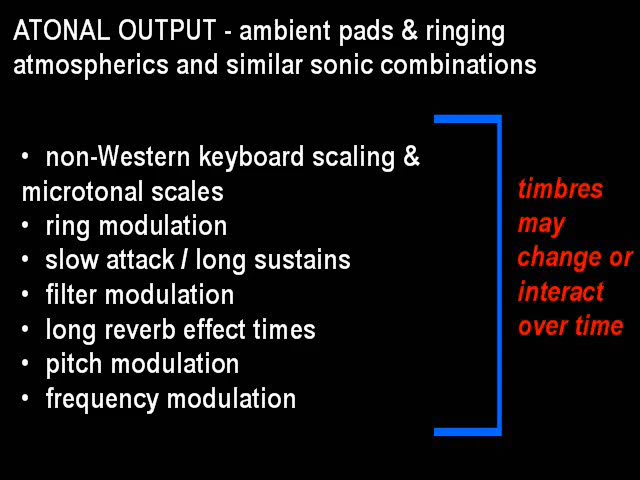 ATONAL OUTPUT - ambient pads & ringing
atmospherics and similar sonic combinations
• non-Western keyboard scaling &
microtonal scales
• ring modulation
• slow attack / long sustains
• filter modulation
• long reverb effect times
• pitch modulation
• frequency modulation
timbres
may
change or
interact
over time